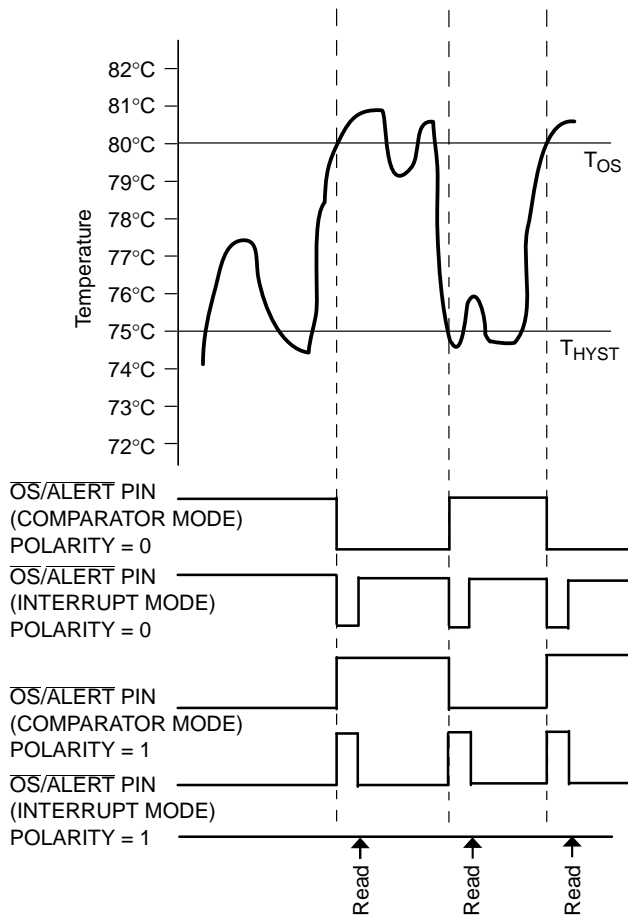 82°C
81°C
80°C
79°C
78°C
77°C
76°C
75°C
74°C
73°C
72°C
Temperature
TOS
THYST
OS/ALERT PIN
(COMPARATOR MODE)
POLARITY = 0
OS/ALERT PIN
(INTERRUPT MODE)
POLARITY = 0
OS/ALERT PIN
(COMPARATOR MODE)
POLARITY = 1
OS/ALERT PIN
(INTERRUPT MODE)
POLARITY = 1
Read
Read
Read